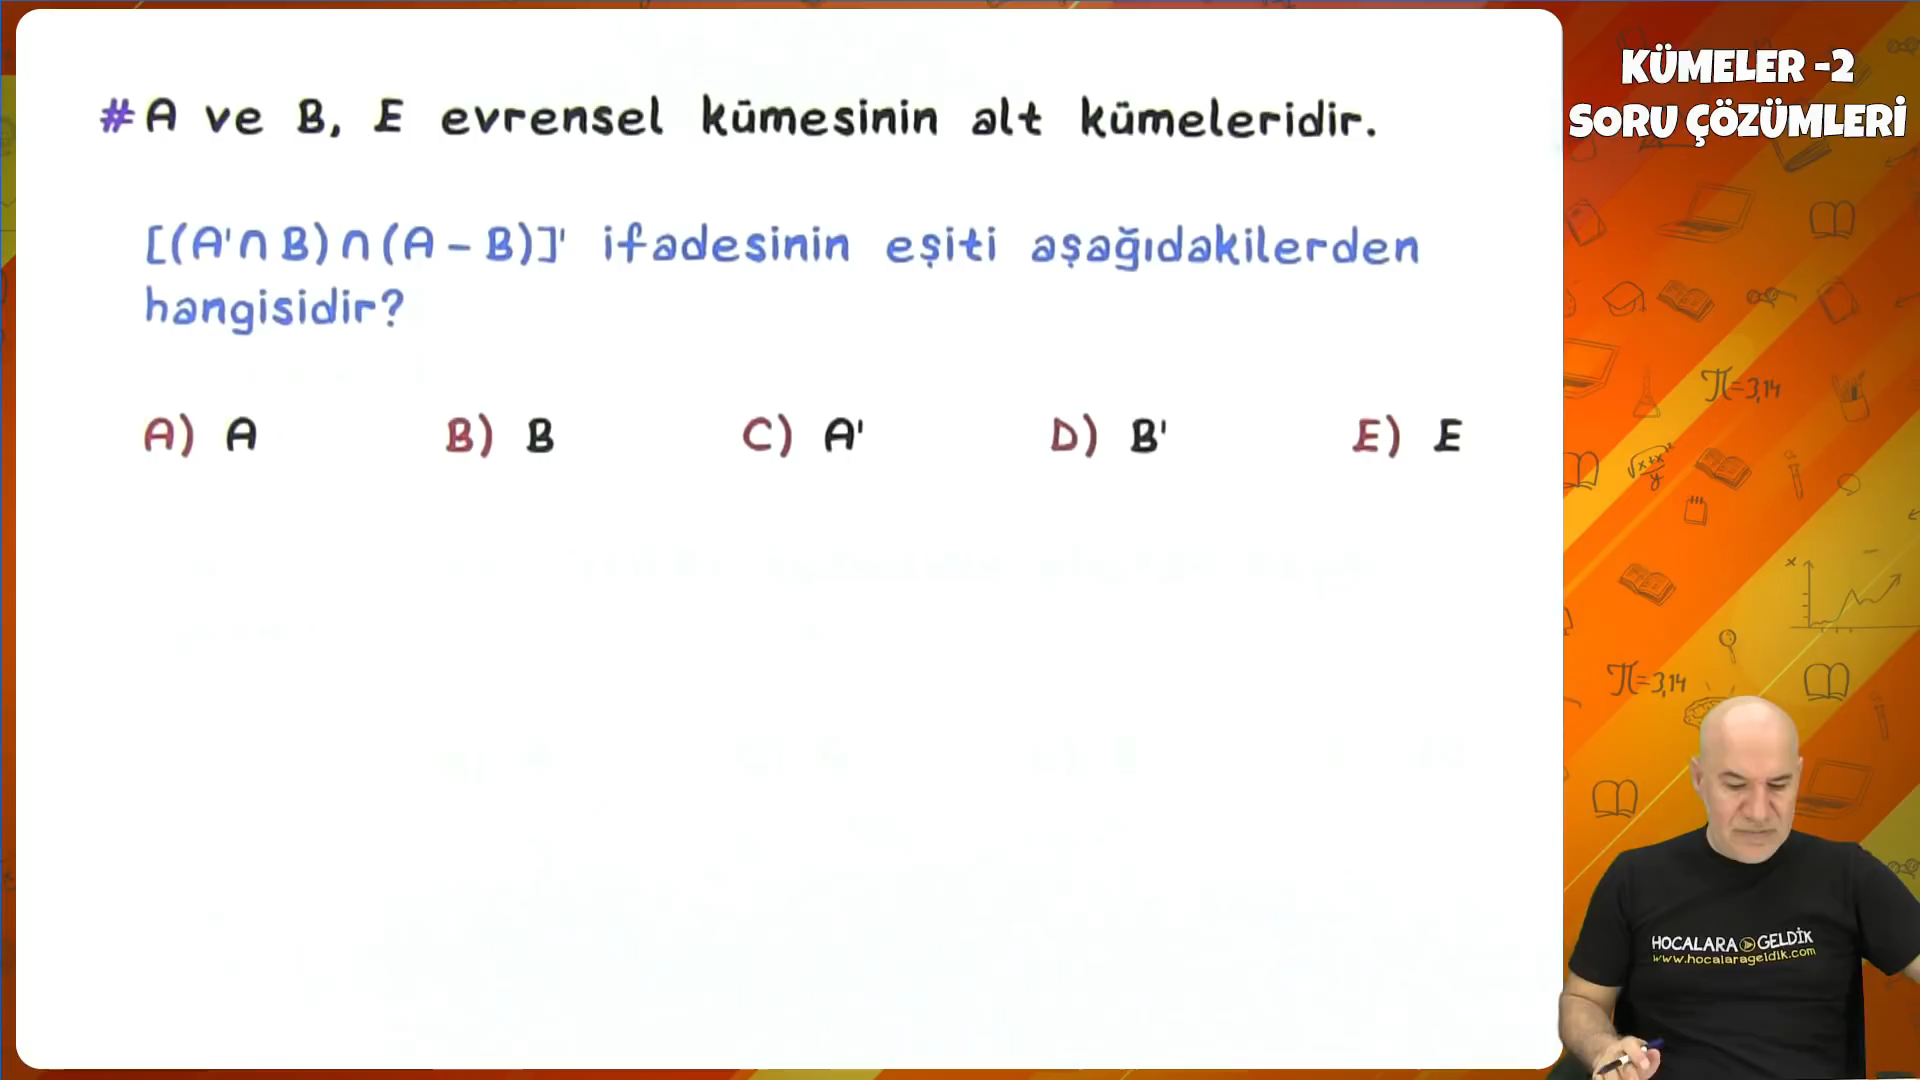 # A ve B, E evrensel kümesinin alt kümeleridir.
[(A'∩ B)∩(A - B)]' ifadesinin eşiti aşağıdakilerden
hangisidir?
A) A B) B C) A' D) B' E) E
KÜMELER -2
SORU ÇÖZÜMLERİ
π=3,14
π=3,14
HOCALARA GELDİK
www.hocalarageldik.com